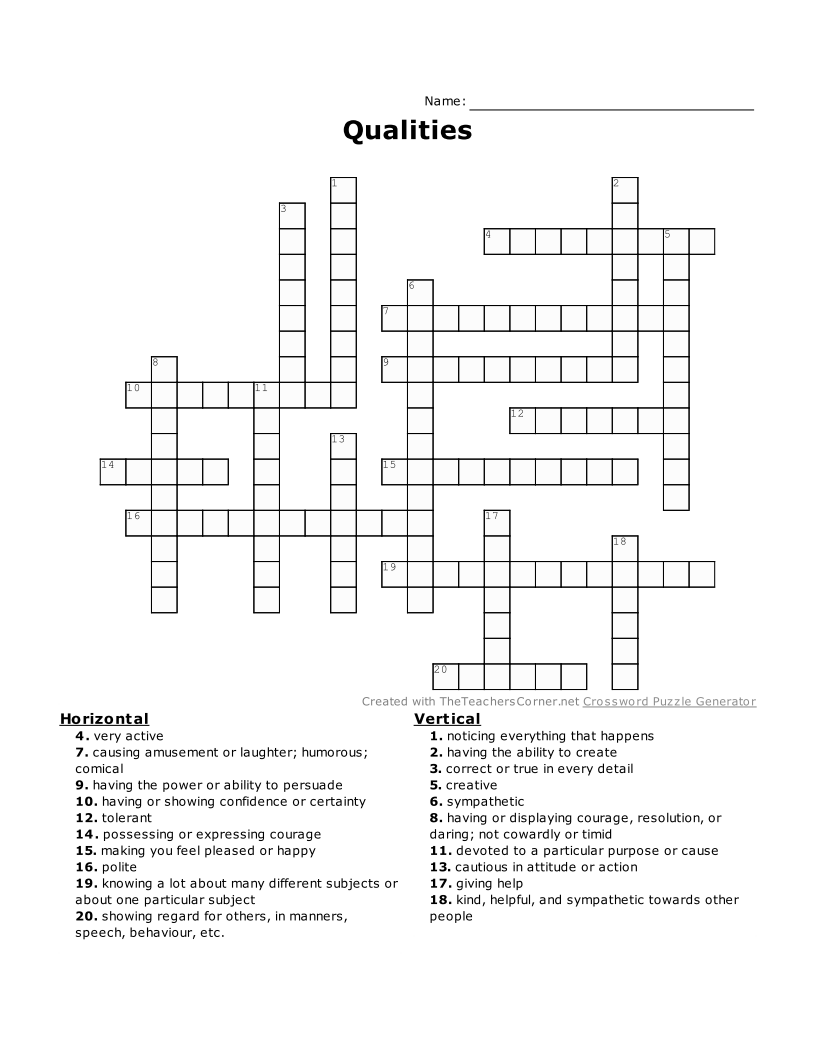 Name:
Qualities
1
2
3
4
5
6
7
8
9
10
11
12
13
14
15
16
17
18
19
20
Created with TheTeachersCorner.net Crossword Puzzle Generator
Horizontal
4. very active
7. causing amusement or laughter; humorous;
comical
9. having the power or ability to persuade
10. having or showing confidence or certainty
12. tolerant
14. possessing or expressing courage
15. making you feel pleased or happy
16. polite
19. knowing a lot about many different subjects or
about one particular subject
20. showing regard for others, in manners,
speech, behaviour, etc.
Vertical
1. noticing everything that happens
2. having the ability to create
3. correct or true in every detail
5. creative
6. sympathetic
8. having or displaying courage, resolution, or
daring; not cowardly or timid
11. devoted to a particular purpose or cause
13. cautious in attitude or action
17. giving help
18. kind, helpful, and sympathetic towards other
people